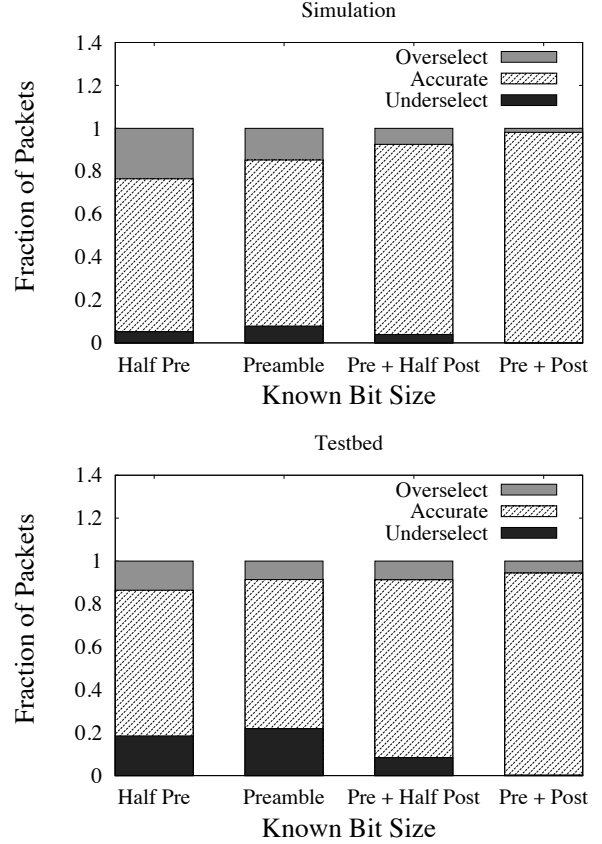 Simulation
1.4
1.2
1
0.8
0.6
0.4
0.2
0
Fraction of Packets
Overselect
Accurate
Underselect
Half Pre Preamble Pre + Half Post Pre + Post
Known Bit Size
Testbed
1.4
1.2
1
0.8
0.6
0.4
0.2
0
Fraction of Packets
Overselect
Accurate
Underselect
Half Pre Preamble Pre + Half Post Pre + Post
Known Bit Size